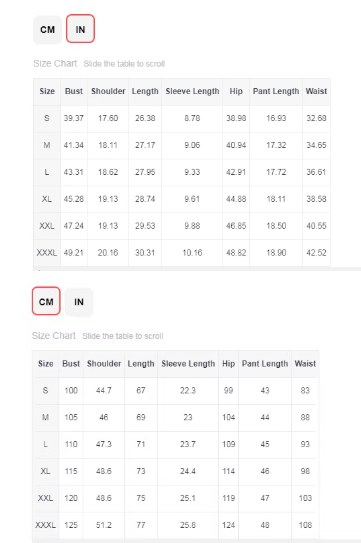 CM IN
Size Chart Slide the table to scroll
Size Bust Shoulder Length Sleeve Length Hip Pant Length Waist
S 39.37 17.60 26.38 8.78 38.98 16.93 32.68
M 41.34 18.11 27.17 9.06 40.94 17.32 34.65
L 43.31 18.62 27.95 9.33 42.91 17.72 36.61
XL 45.28 19.13 28.74 9.61 44.88 18.11 38.58
XXL 47.24 19.13 29.53 9.88 46.85 18.50 40.55
XXXL 49.21 20.16 30.31 10.16 48.82 18.90 42.52
CM IN
Size Chart Slide the table to scroll
Size Bust Shoulder Length Sleeve Length Hip Pant Length Waist
S 100 44.7 67 22.3 99 43 83
M 105 46 69 23 104 44 88
L 110 47.3 71 23.7 109 45 93
XL 115 48.6 73 24.4 114 46 98
XXL 120 48.6 75 25.1 119 47 103
XXXL 125 51.2 77 25.8 124 48 108